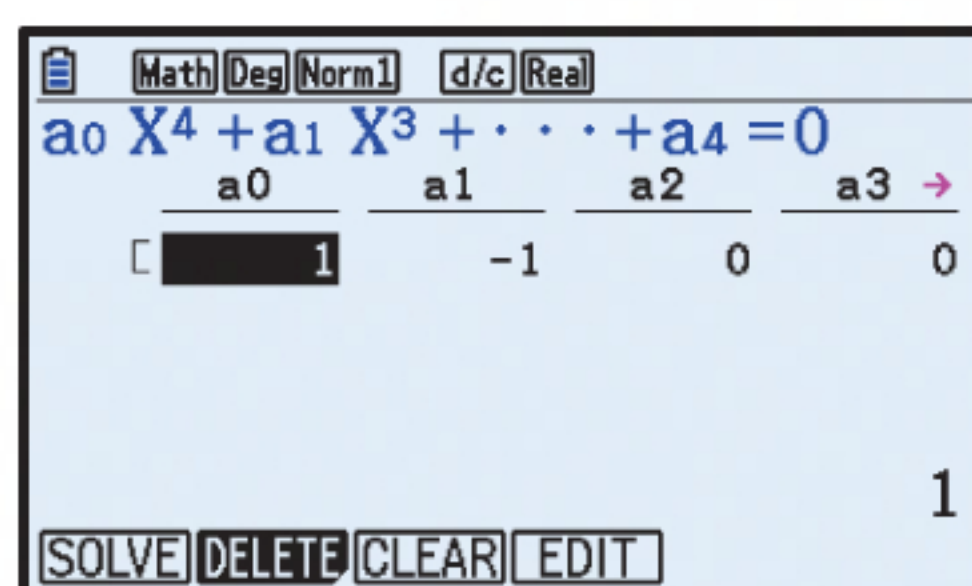 Math Deg Norm1 d/c Real
a₀ X⁴ +a₁ X³ +· · ·+a₄ =0
a0 a1 a2 a3 →
[ 1 -1 0 0
1
SOLVE DELETE CLEAR EDIT